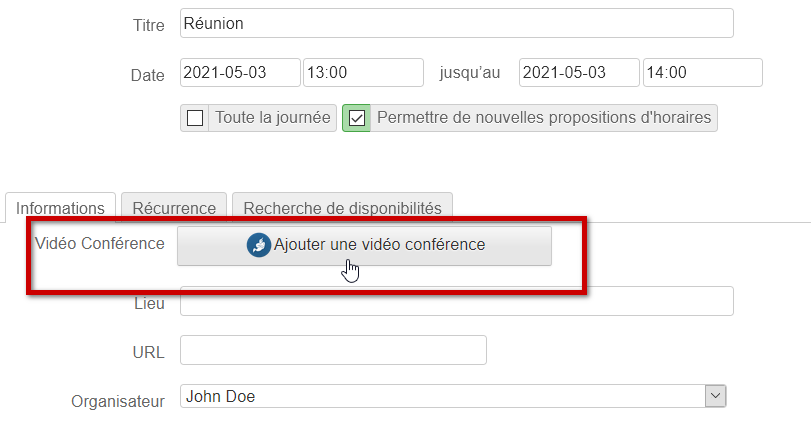 Titre Réunion
Date 2021-05-03 13:00 jusqu'au 2021-05-03 14:00
Toute la journée Permettre de nouvelles propositions d'horaires
Informations Récurrence Recherche de disponibilités
Vidéo Conférence Ajouter une vidéo conférence
Lieu
URL
Organisateur John Doe